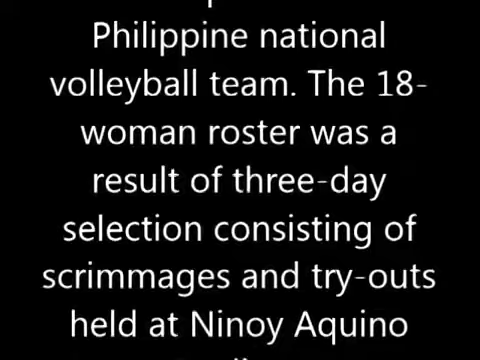 Philippine national
volleyball team. The 18-
woman roster was a
result of three-day
selection consisting of
scrimmages and try-outs
held at Ninoy Aquino